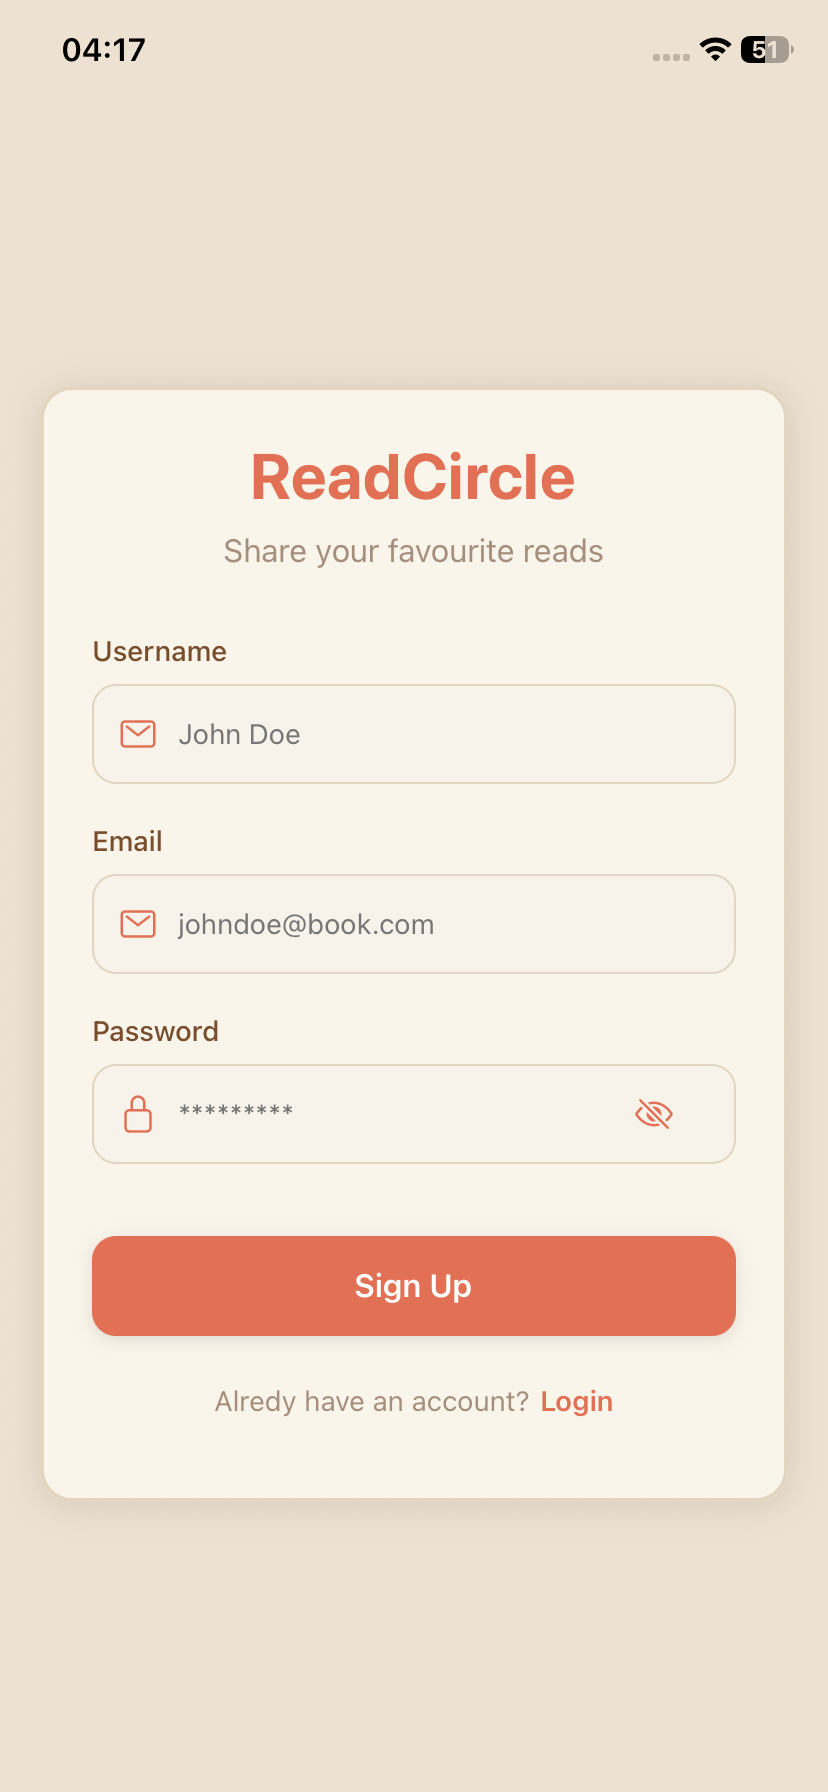 04:17
51
ReadCircle
Share your favourite reads
Username
John Doe
Email
johndoe@book.com
Password
*********
Sign Up
Alredy have an account? Login